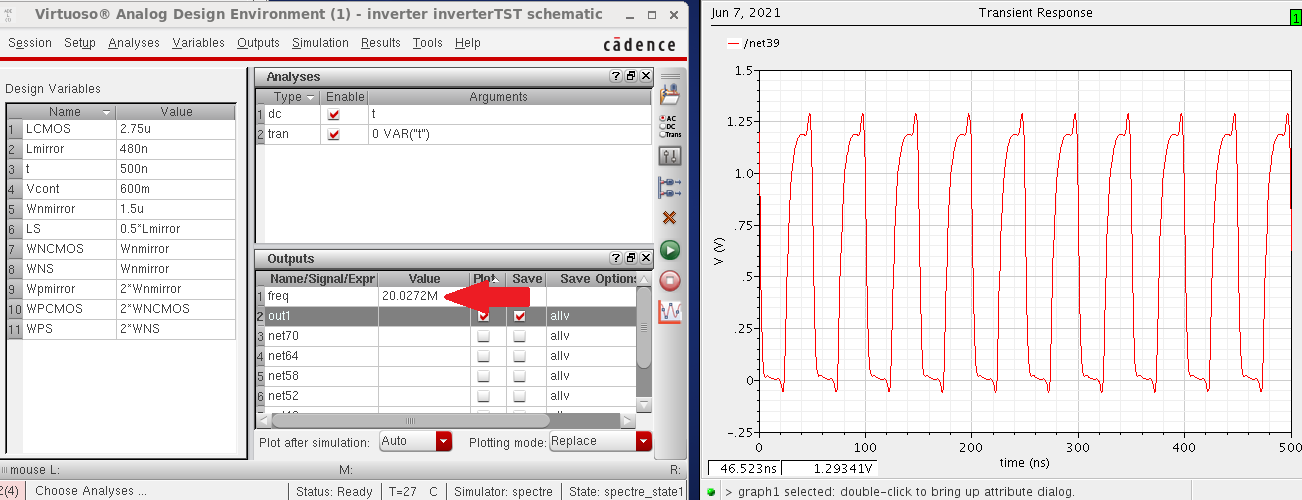 Virtuoso® Analog Design Environment (1) - inverter inverterTST schematic
Session Setup Analyses Variables Outputs Simulation Results Tools Help
cādence
Design Variables
Name Value
1 LCMOS 2.75u
2 Lmirror 480n
3 t 500n
4 Vcont 600m
5 Wnmirror 1.5u
6 LS 0.5*Lmirror
7 WNCMOS Wnmirror
8 WNS Wnmirror
9 Wpmirror 2*Wnmirror
10 WPCMOS 2*WNCMOS
11 WPS 2*WNS
Analyses
Type Enable Arguments
1 dc t
2 tran 0 VAR("t")
AC
DC
Trans
Outputs
Name/Signal/Expr Value Plot Save Save Options
1 freq 20.0272M
2 out1 allv
3 net70 allv
4 net64 allv
5 net58 allv
6 net52 allv
Plot after simulation: Auto Plotting mode: Replace
mouse L: M: R:
2(4) Choose Analyses ... Status: Ready T=27 C Simulator: spectre State: spectre_state1
Jun 7, 2021 Transient Response 1
/net39
1.5
1.25
1.0
.75
V (V)
.5
.25
0
-.25
0 100 200 300 400 500
time (ns)
46.523ns 1.29341V
> graph1 selected: double-click to bring up attribute dialog.